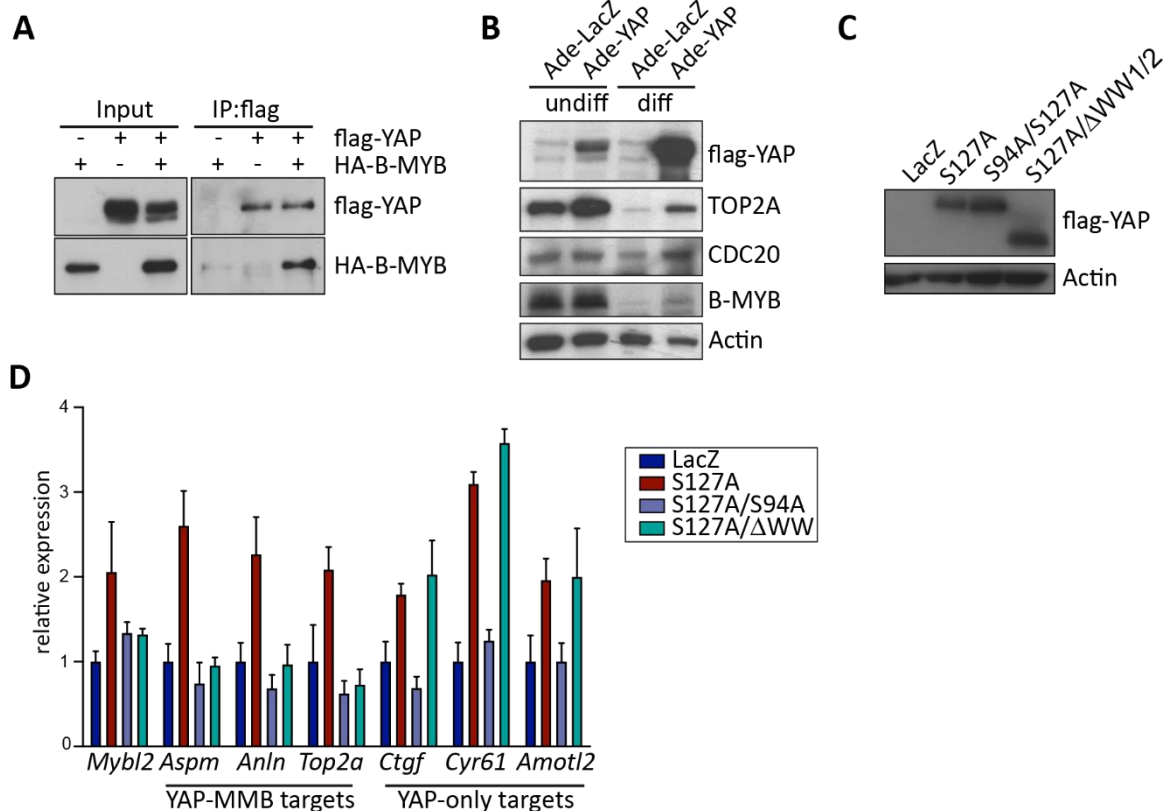 A
Input IP:flag
- + + - + + flag-YAP
+ - + + - + HA-B-MYB
flag-YAP
HA-B-MYB
B
Ade-LacZ
Ade-YAP
Ade-LacZ
Ade-YAP
undiff diff
flag-YAP
TOP2A
CDC20
B-MYB
Actin
C
LacZ
S127A
S94A/S127A
S127A/ΔWW1/2
flag-YAP
Actin
D
relative expression
4
3
2
1
0
LacZ
S127A
S127A/S94A
S127A/ΔWW
Mybl2 Aspm Anln Top2a Ctgf Cyr61 Amotl2
YAP-MMB targets YAP-only targets